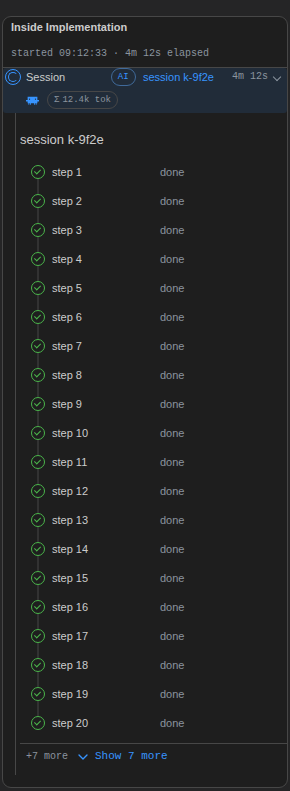 Inside Implementation
started 09:12:33 · 4m 12s elapsed
Session AI session k-9f2e 4m 12s
Σ 12.4k tok
session k-9f2e
step 1 done
step 2 done
step 3 done
step 4 done
step 5 done
step 6 done
step 7 done
step 8 done
step 9 done
step 10 done
step 11 done
step 12 done
step 13 done
step 14 done
step 15 done
step 16 done
step 17 done
step 18 done
step 19 done
step 20 done
+7 more Show 7 more